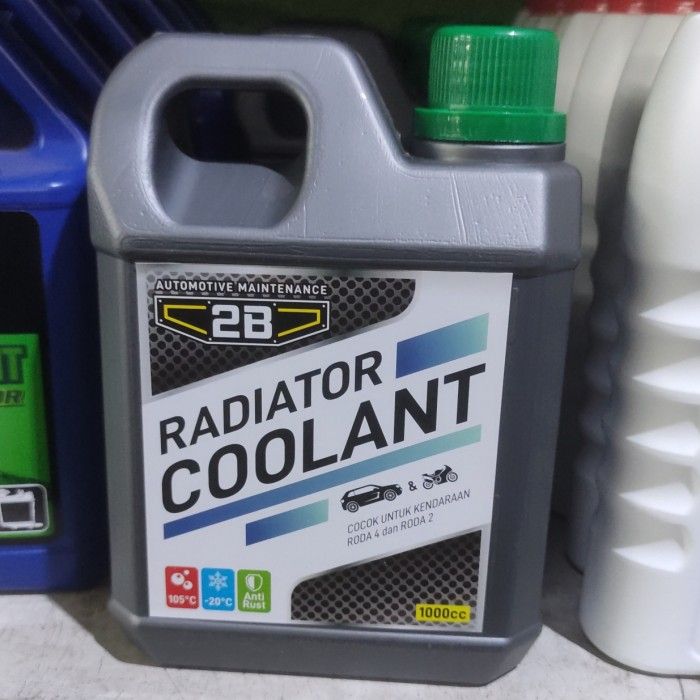 AUTOMOTIVE MAINTENANCE
2B
RADIATOR
COOLANT
&
COCOK UNTUK KENDARAAN
RODA 4 dan RODA 2
105°C
-20°C
Anti
Rust
1000cc